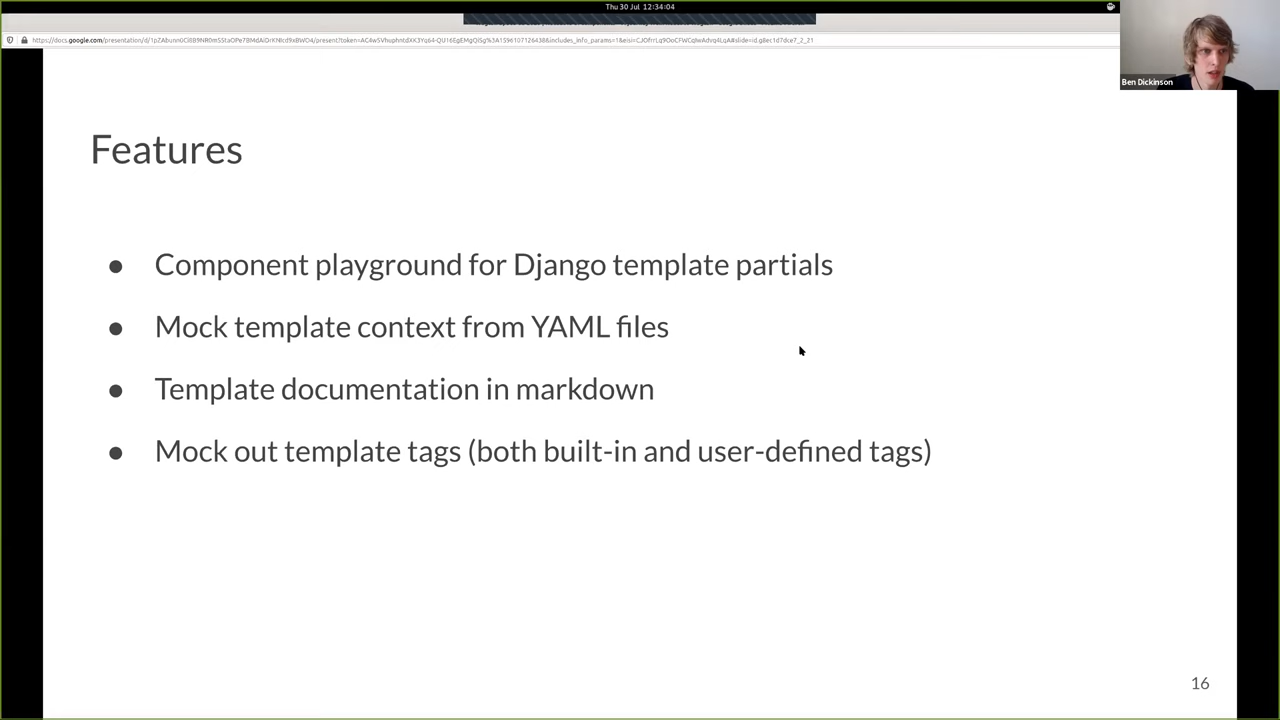 Thu 30 Jul 12:34:04
Ben Dickinson
Features
● Component playground for Django template partials
● Mock template context from YAML files
● Template documentation in markdown
● Mock out template tags (both built-in and user-defined tags)
16